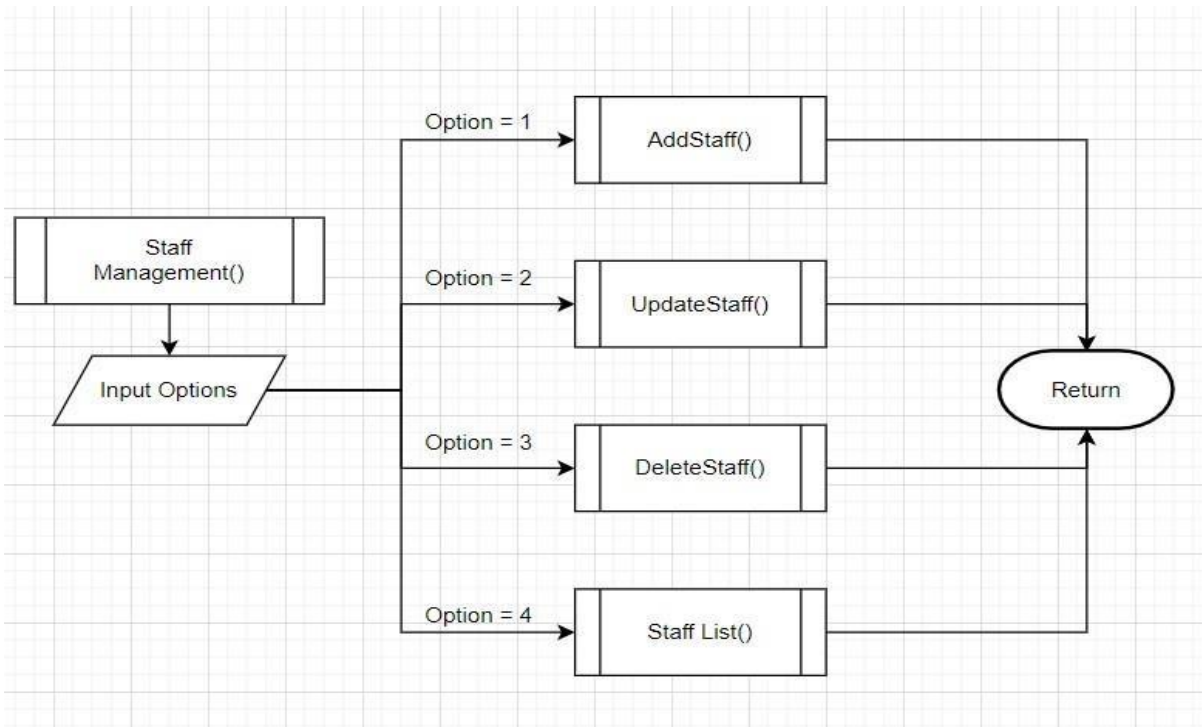 Option = 1
AddStaff()
Staff
Management()
Option = 2
UpdateStaff()
Input Options
Return
Option = 3
DeleteStaff()
Option = 4
Staff List()